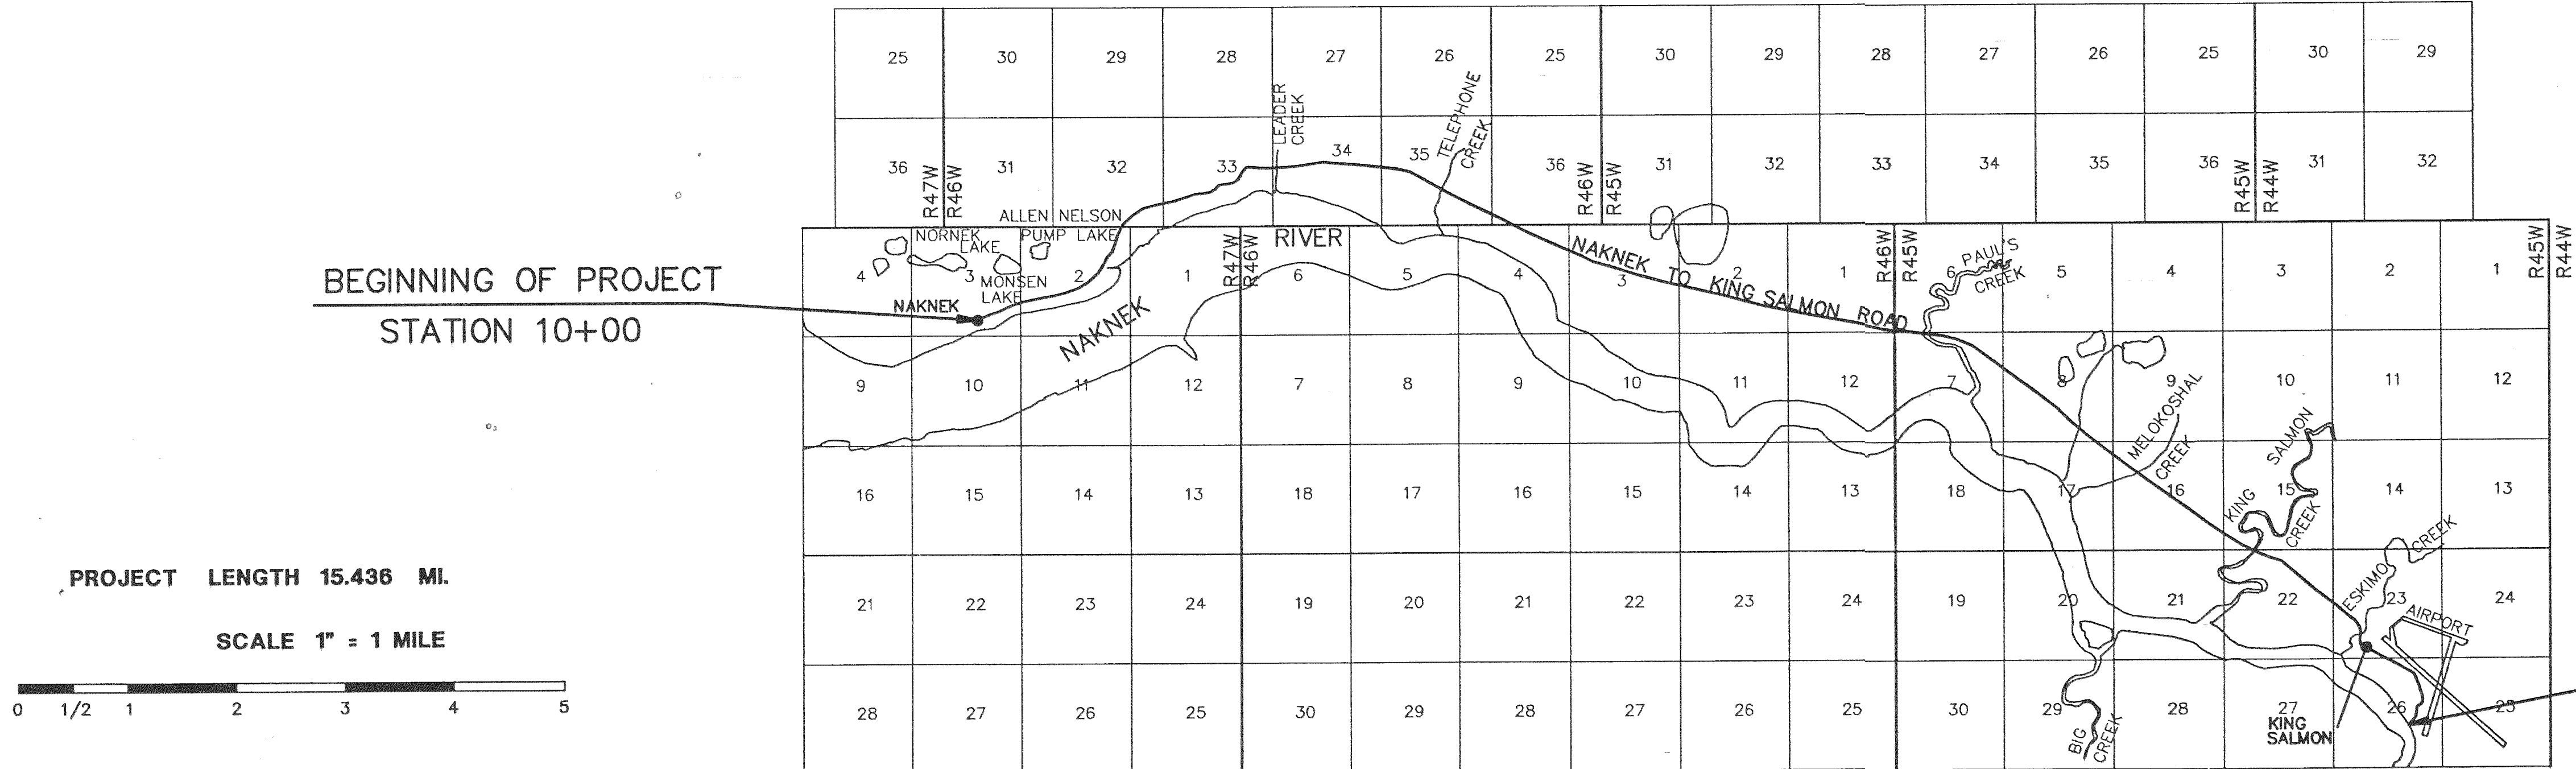 25 30 29 28 27 26 25 30 29 28 27 26 25 30 29
LEADER
CREEK
TELEPHONE
CREEK
36 31 32 33 34 35 36 31 32 33 34 35 36 31 32
R47W
R46W
R46W
R45W
R45W
R44W
ALLEN NELSON
NORNEK
LAKE
PUMP LAKE
RIVER
R47W
R46W
R46W
R45W
R45W
R44W
4 3 2 1 6 5 4 3 2 1 6 5 4 3 2 1
MONSEN
LAKE
NAKNEK TO KING SALMON ROAD
PAUL'S
CREEK
BEGINNING OF PROJECT
STATION 10+00
NAKNEK
NAKNEK
9 10 11 12 7 8 9 10 11 12 7 8 9 10 11 12
MELOKOSHAL
CREEK
SALMON
16 15 14 13 18 17 16 15 14 13 18 17 16 15 14 13
KING
CREEK
CREEK
ESKIMO
PROJECT LENGTH 15.436 MI.
21 22 23 24 19 20 21 22 23 24 19 20 21 22 23 24
AIRPORT
SCALE 1" = 1 MILE
0 1/2 1 2 3 4 5
28 27 26 25 30 29 28 27 26 25 30 29 28 27 26 25
BIG
CREEK
KING
SALMON